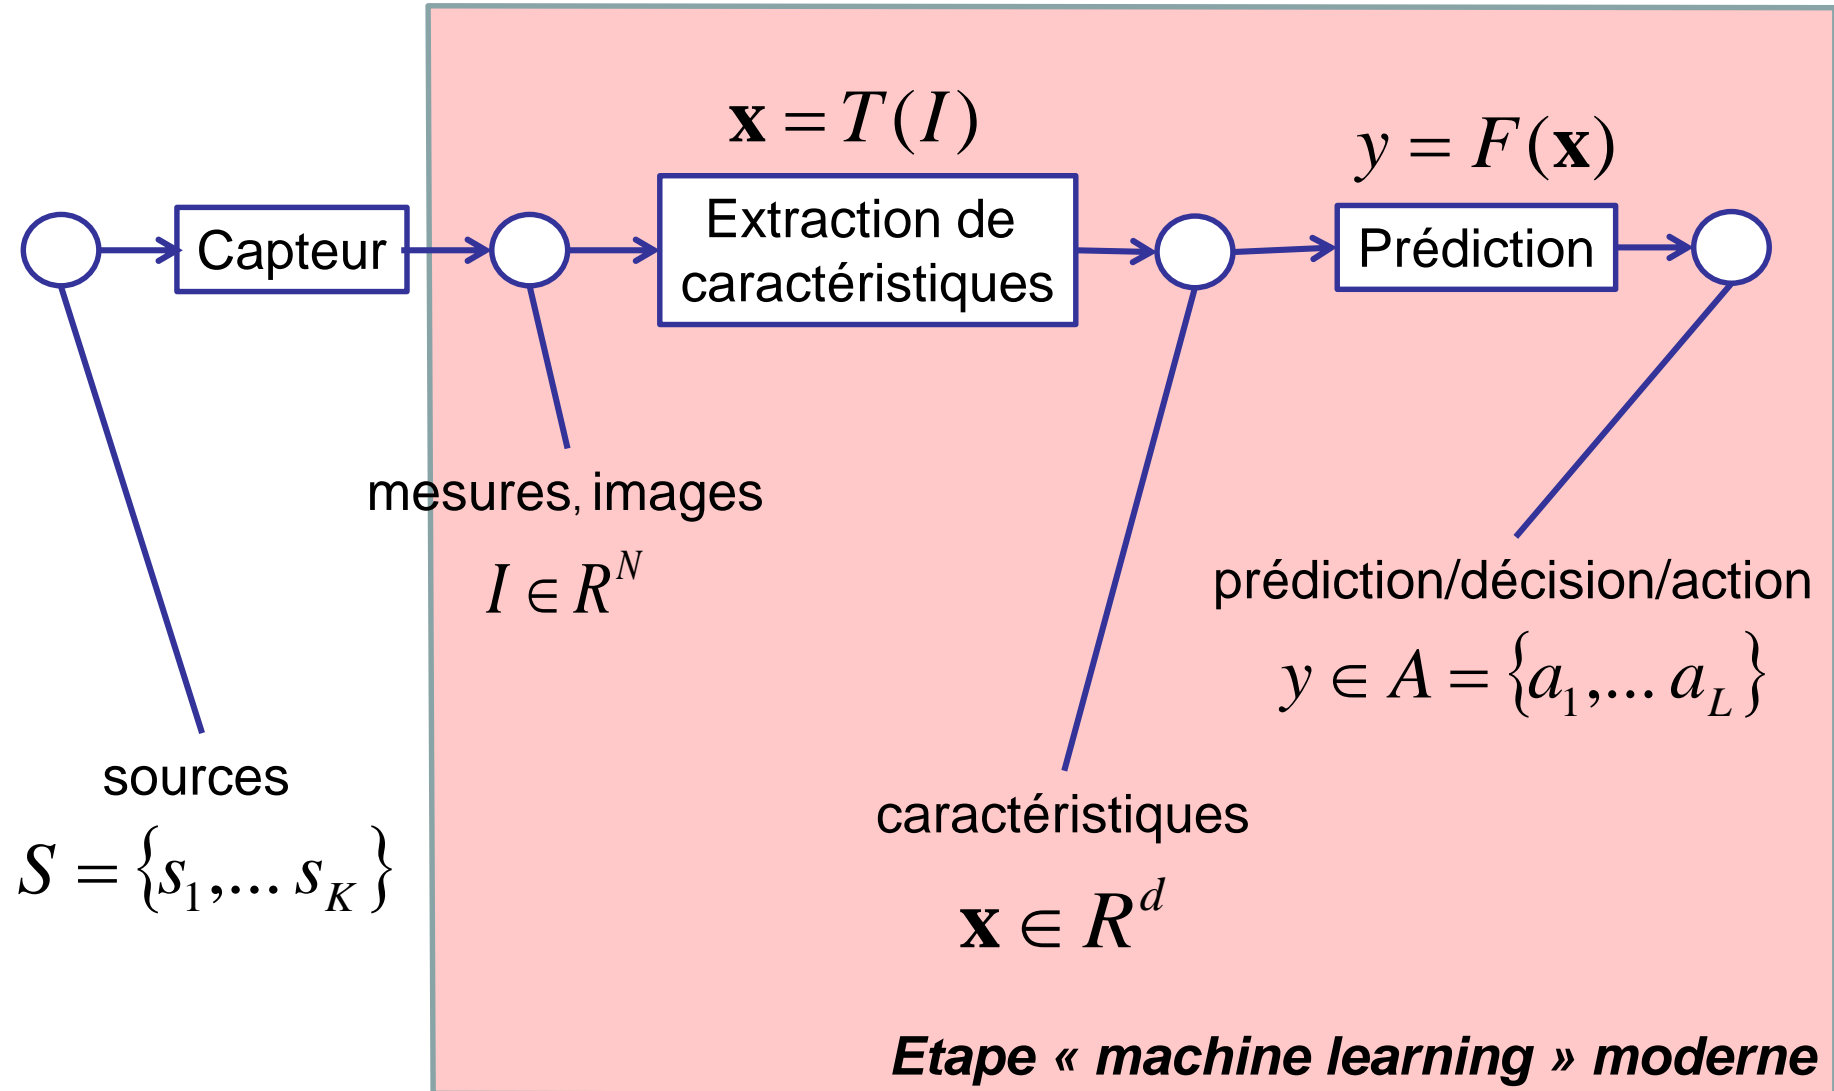 x = T(I)
y = F(x)
Capteur
Extraction de
caractéristiques
Prédiction
mesures, images
I ∈ R^N
prédiction/décision/action
y ∈ A = {a_1,... a_L}
sources
S = {s_1,... s_K}
caractéristiques
x ∈ R^d
Etape « machine learning » moderne